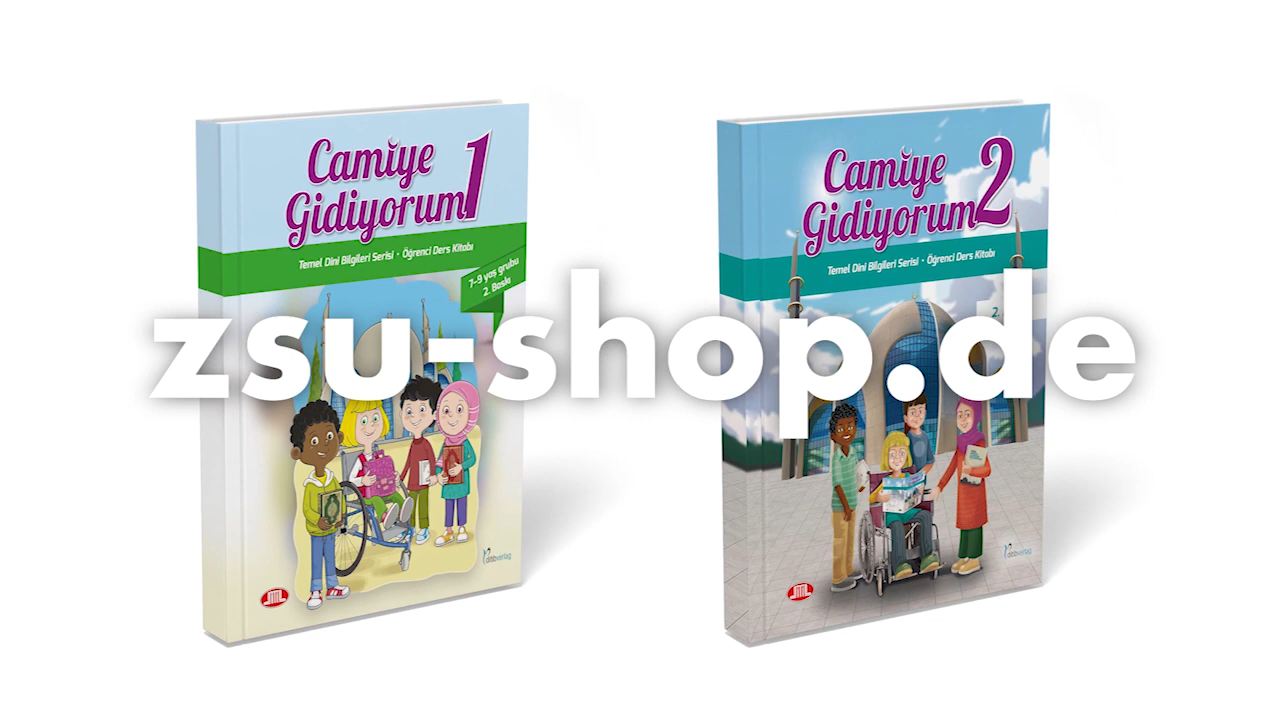 Camiye
Gidiyorum 1
Temel Dini Bilgileri Serisi • Öğrenci Ders Kitabı
7-9 yaş grubu
2. Baskı
ditibverlag
Camiye
Gidiyorum 2
Temel Dini Bilgileri Serisi • Öğrenci Ders Kitabı
2.
ditibverlag
zsu-shop.de